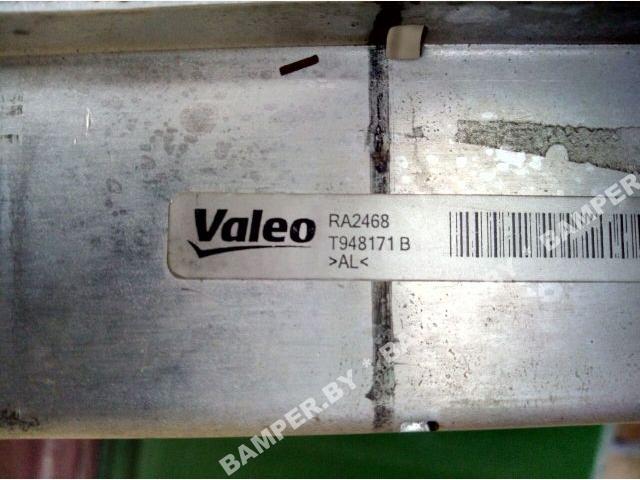 Valeo
RA2468
T948171 B
>AL<
BAMPER.BY * BAMPER.BY * BAMPER